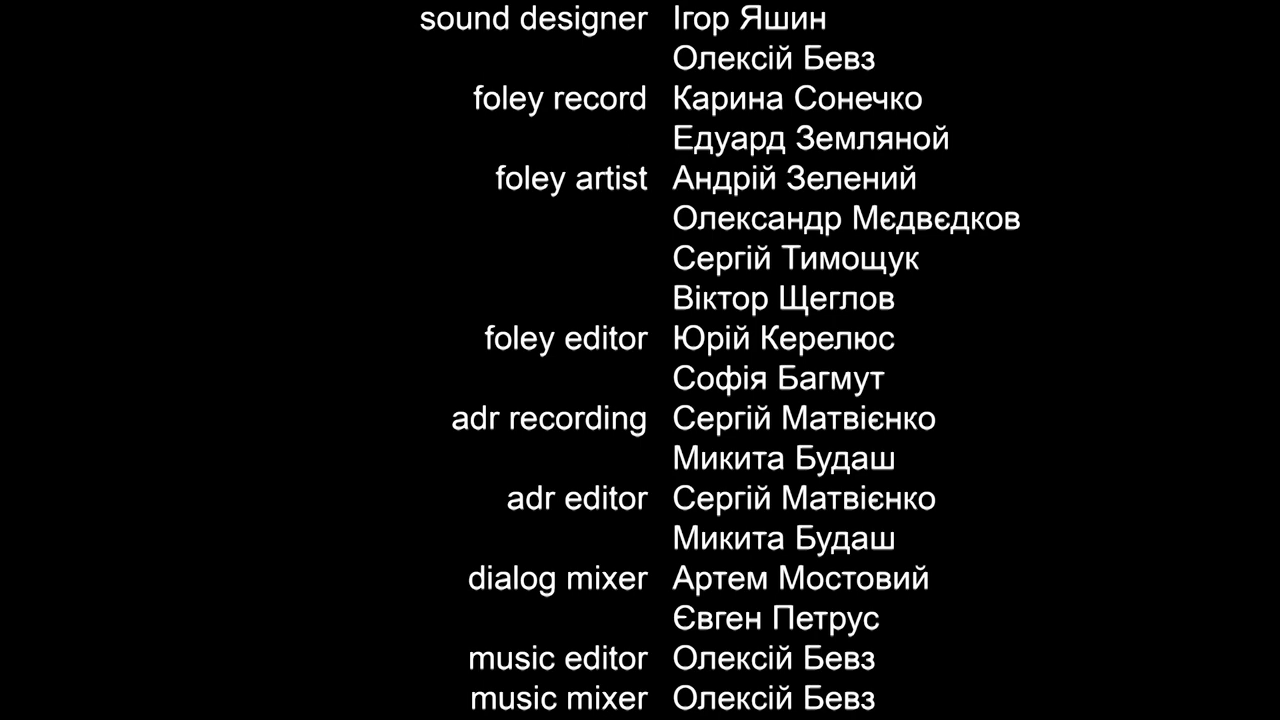 sound designer Ігор Яшин
Олексій Бевз
foley record Карина Сонечко
Едуард Земляной
foley artist Андрій Зелений
Олександр Мєдвєдков
Сергій Тимощук
Віктор Щеглов
foley editor Юрій Керелюс
Софія Багмут
adr recording Сергій Матвієнко
Микита Будаш
adr editor Сергій Матвієнко
Микита Будаш
dialog mixer Артем Мостовий
Євген Петрус
music editor Олексій Бевз
music mixer Олексій Бевз